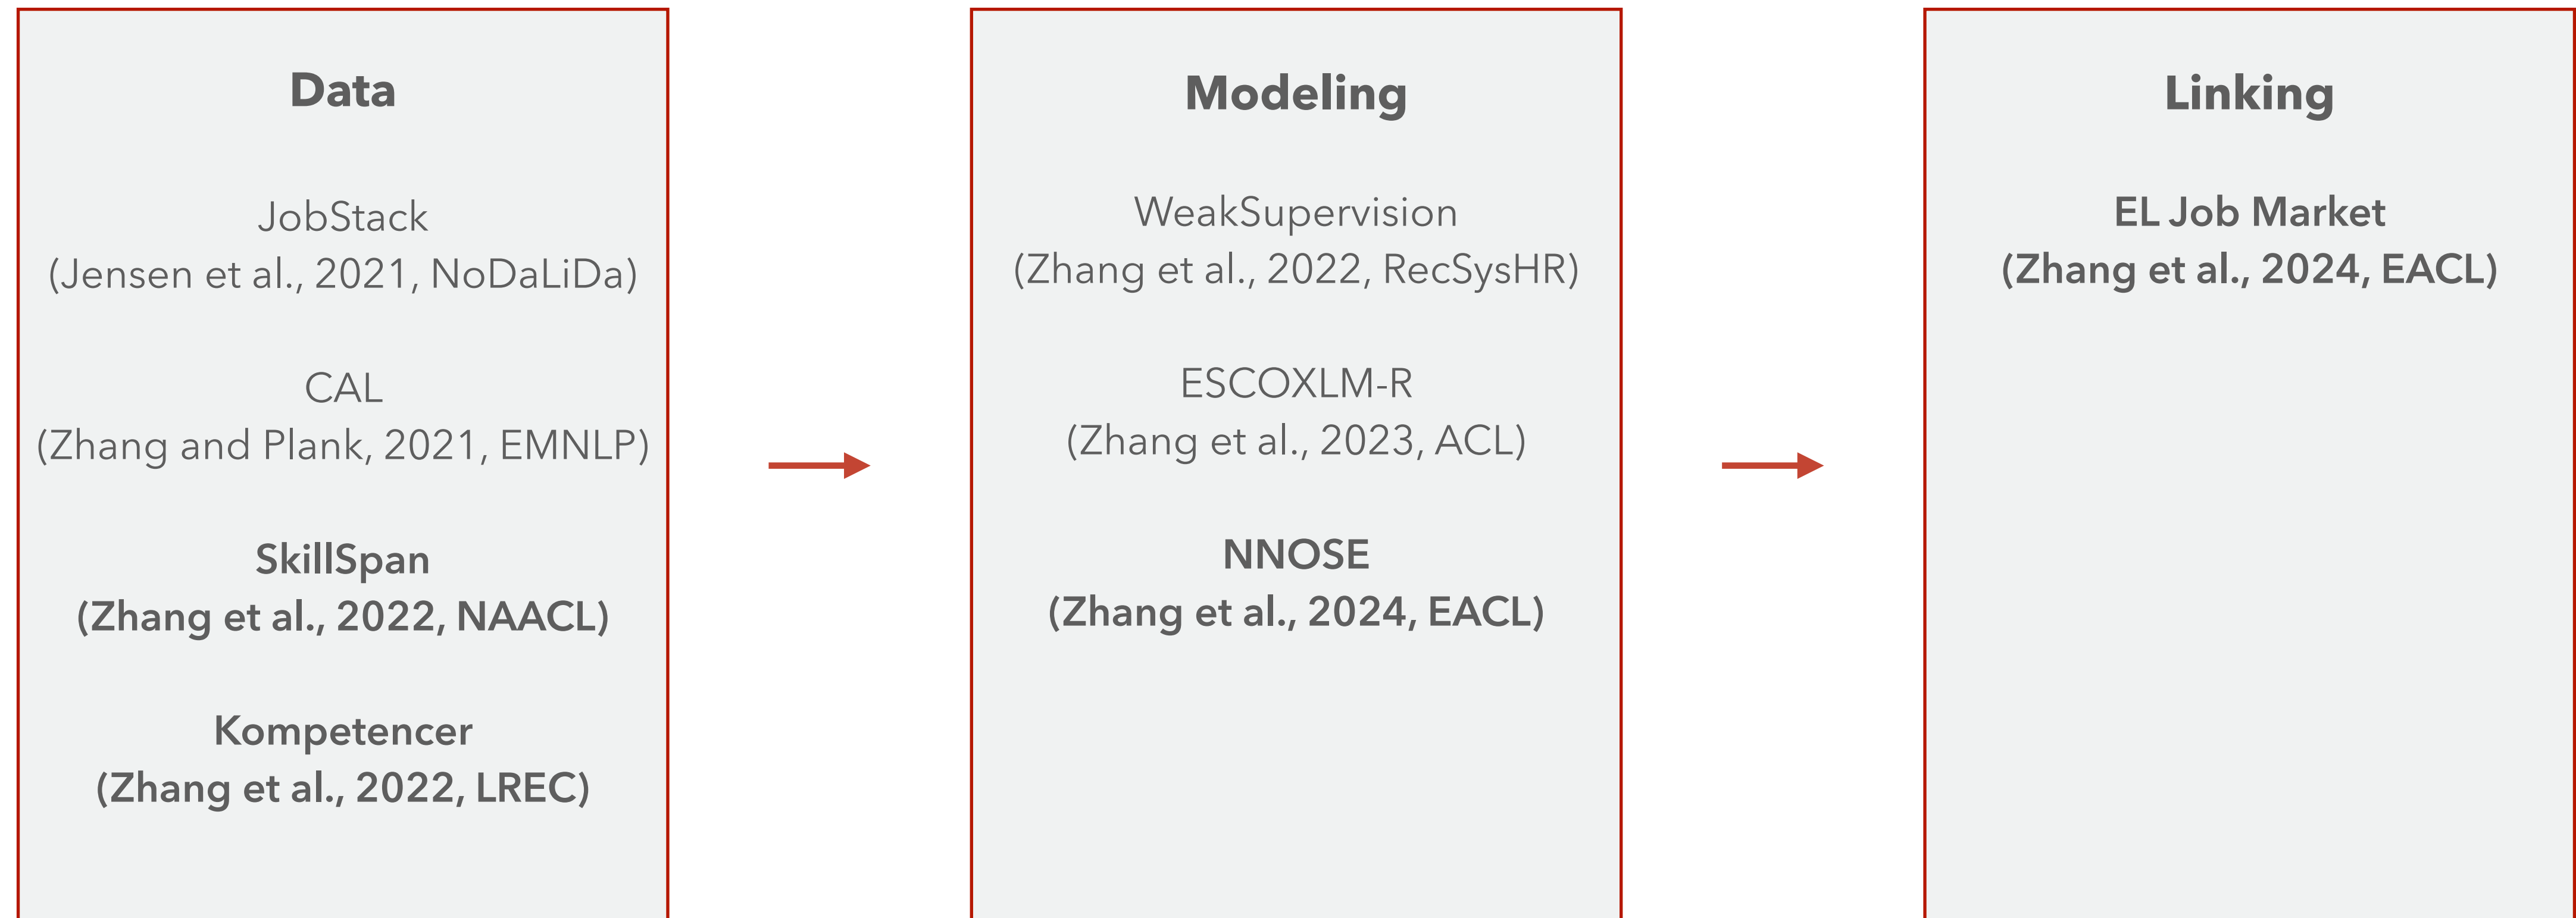 Data
JobStack
(Jensen et al., 2021, NoDaLiDa)
CAL
(Zhang and Plank, 2021, EMNLP)
SkillSpan
(Zhang et al., 2022, NAACL)
Kompetencer
(Zhang et al., 2022, LREC)
Modeling
WeakSupervision
(Zhang et al., 2022, RecSysHR)
ESCOXLM-R
(Zhang et al., 2023, ACL)
NNOSE
(Zhang et al., 2024, EACL)
Linking
EL Job Market
(Zhang et al., 2024, EACL)